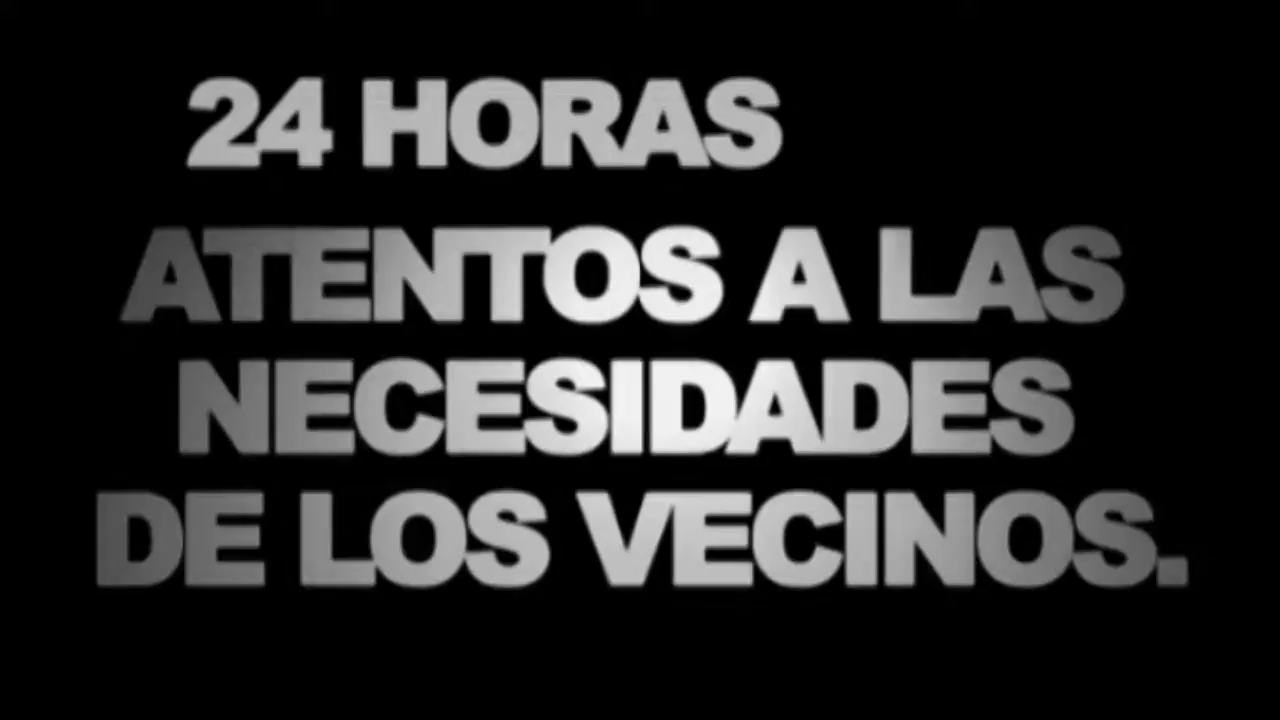 24 HORAS
ATENTOS A LAS
NECESIDADES
DE LOS VECINOS.